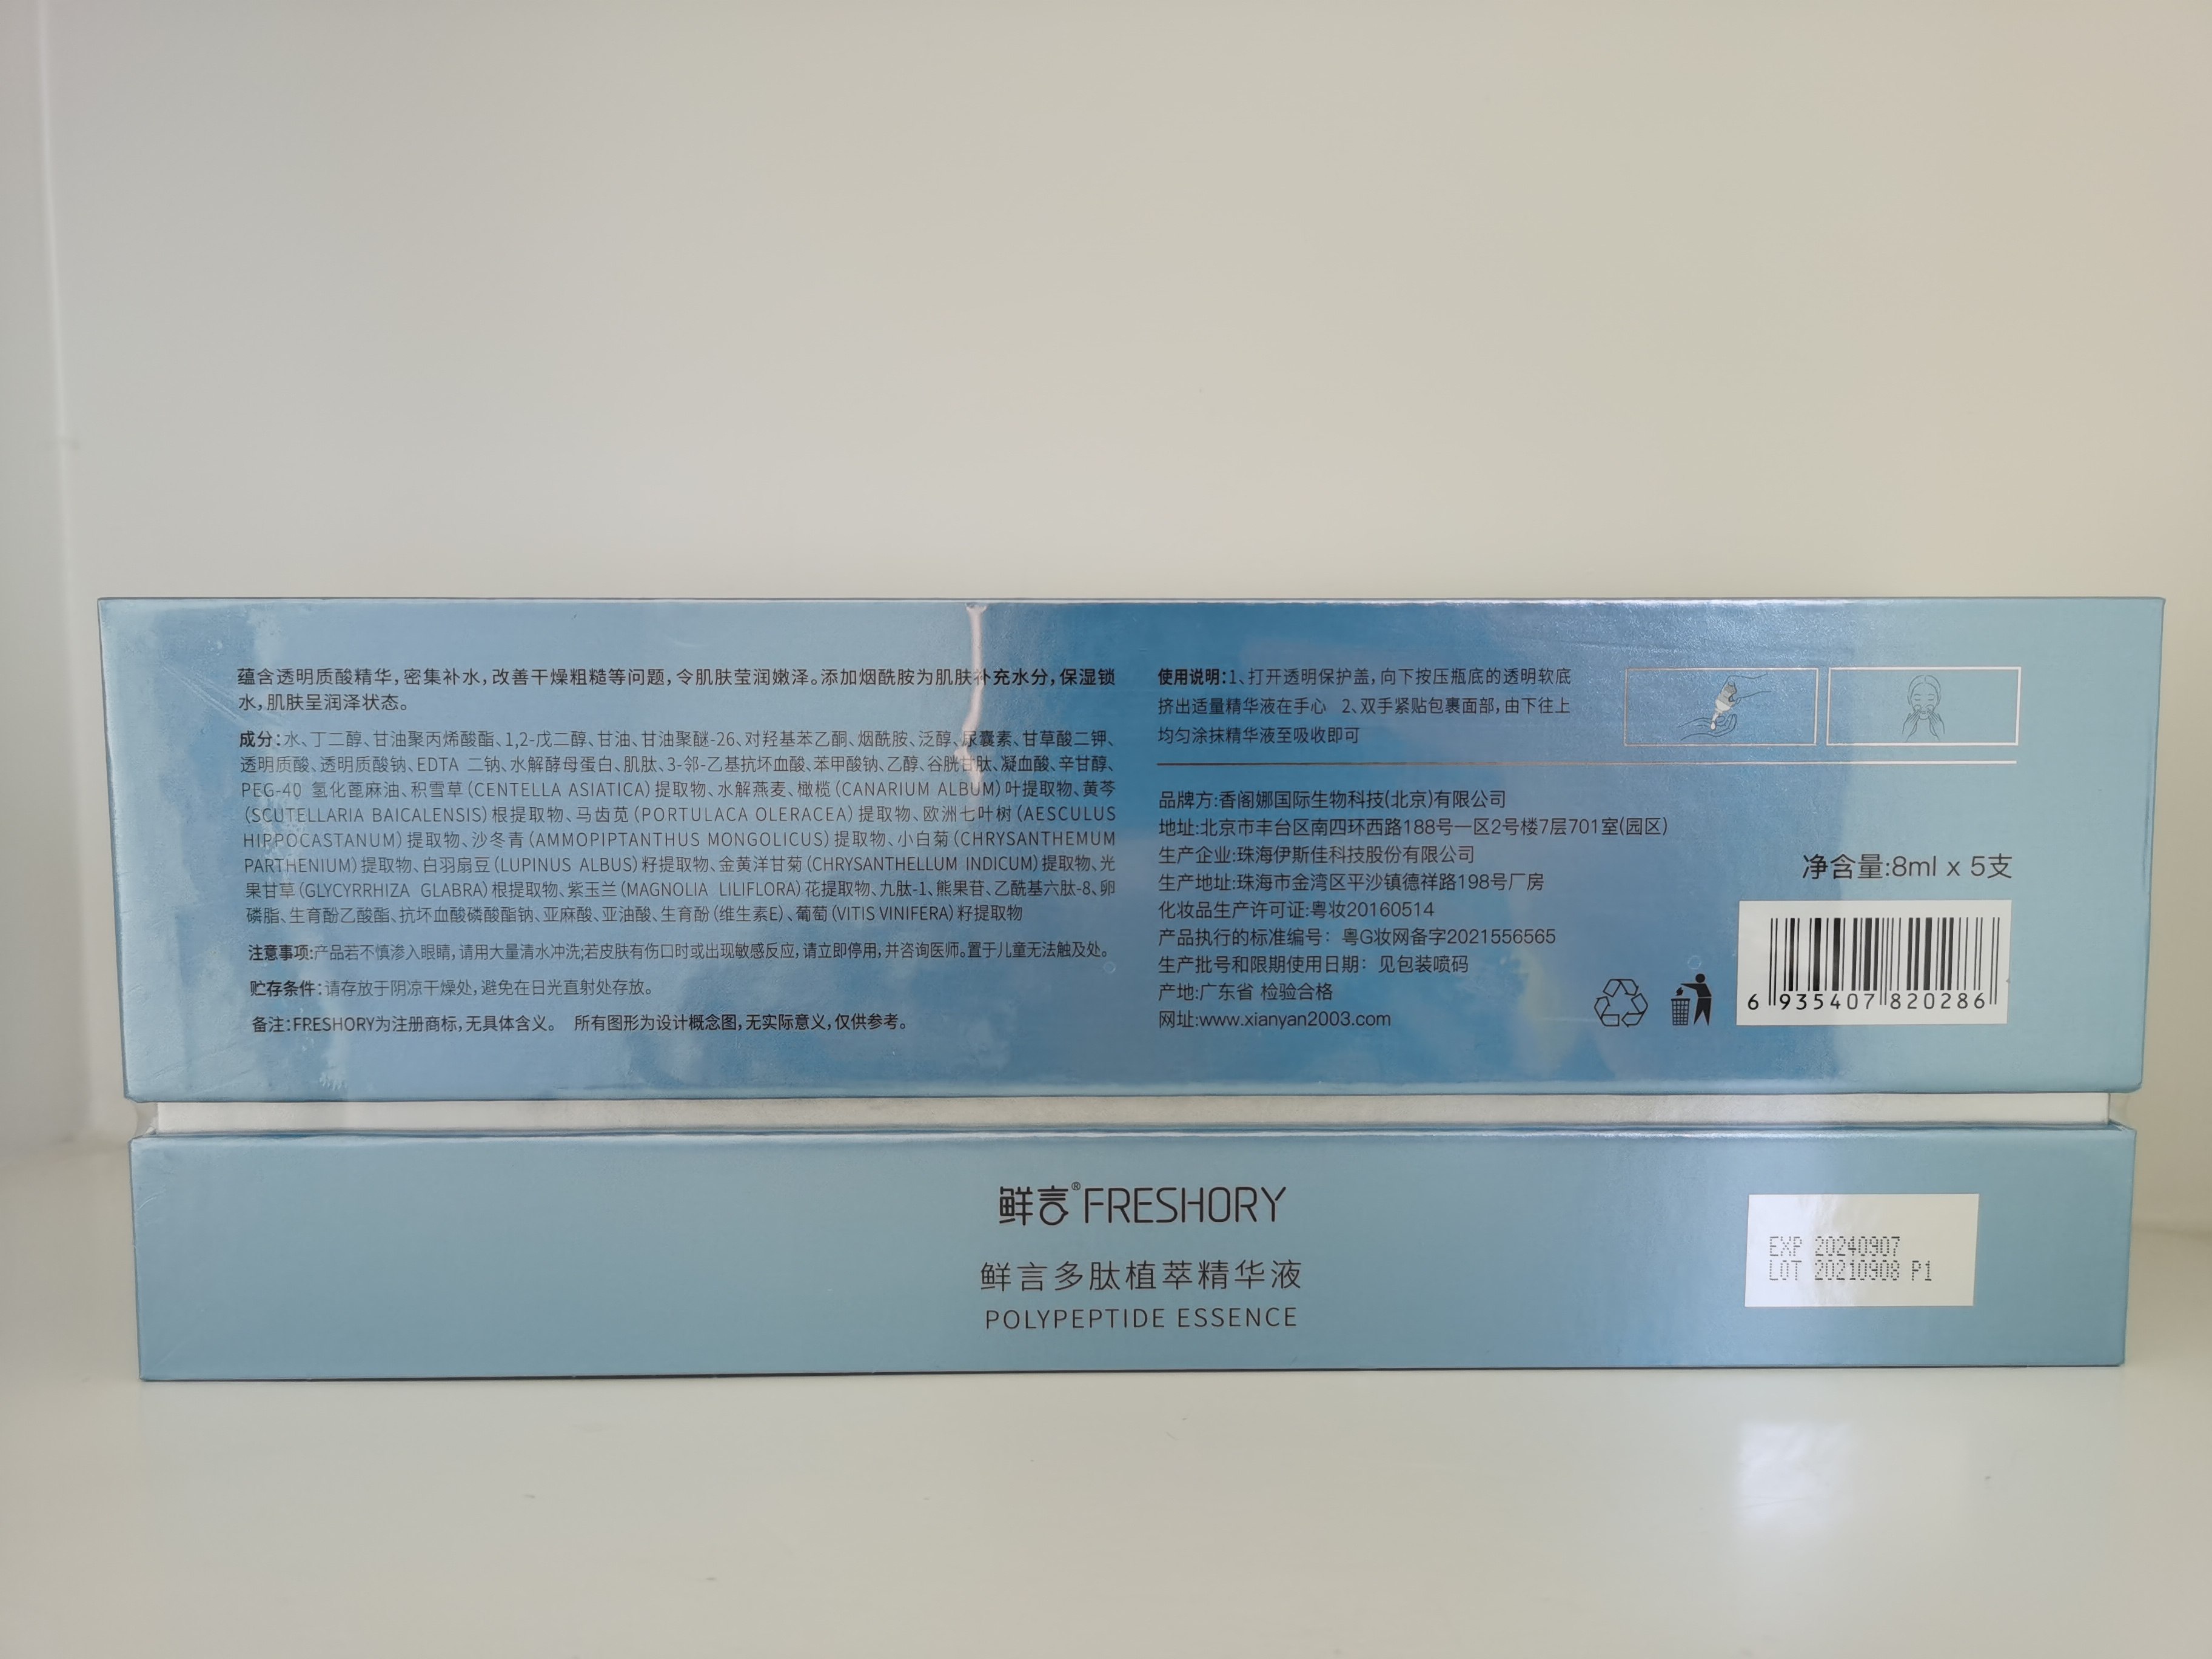 蕴含透明质酸精华,密集补水,改善干燥粗糙等问题,令肌肤莹润嫩泽。添加烟酰胺为肌肤补充水分,保湿锁
水,肌肤呈润泽状态。
成分:水、丁二醇、甘油聚丙烯酸酯、1,2-戊二醇、甘油、甘油聚醚-26、对羟基苯乙酮、烟酰胺、泛醇、尿囊素、甘草酸二钾、
透明质酸、透明质酸钠、EDTA 二钠、水解酵母蛋白、肌肽、3-邻-乙基抗坏血酸、苯甲酸钠、乙醇、谷胱甘肽、凝血酸、辛甘醇、
PEG-40 氢化蓖麻油、积雪草(CENTELLA ASIATICA)提取物、水解燕麦、橄榄(CANARIUM ALBUM)叶提取物、黄芩
(SCUTELLARIA BAICALENSIS)根提取物、马齿苋(PORTULACA OLERACEA)提取物、欧洲七叶树(AESCULUS
HIPPOCASTANUM)提取物、沙冬青(AMMOPIPTANTHUS MONGOLICUS)提取物、小白菊(CHRYSANTHEMUM
PARTHENIUM)提取物、白羽扇豆(LUPINUS ALBUS)籽提取物、金黄洋甘菊(CHRYSANTHELLUM INDICUM)提取物、光
果甘草(GLYCYRRHIZA GLABRA)根提取物、紫玉兰(MAGNOLIA LILIFLORA)花提取物、九肽-1、熊果苷、乙酰基六肽-8、卵
磷脂、生育酚乙酸酯、抗坏血酸磷酸酯钠、亚麻酸、亚油酸、生育酚(维生素E)、葡萄(VITIS VINIFERA)籽提取物
注意事项:产品若不慎渗入眼睛,请用大量清水冲洗;若皮肤有伤口时或出现敏感反应,请立即停用,并咨询医师。置于儿童无法触及处。
贮存条件:请存放于阴凉干燥处,避免在日光直射处存放。
备注:FRESHORY为注册商标,无具体含义。 所有图形为设计概念图,无实际意义,仅供参考。
使用说明:1、打开透明保护盖,向下按压瓶底的透明软底
挤出适量精华液在手心 2、双手紧贴包裹面部,由下往上
均匀涂抹精华液至吸收即可
品牌方:香阁娜国际生物科技(北京)有限公司
地址:北京市丰台区南四环西路188号一区2号楼7层701室(园区)
生产企业:珠海伊斯佳科技股份有限公司
生产地址:珠海市金湾区平沙镇德祥路198号厂房
化妆品生产许可证:粤妆20160514
产品执行的标准编号：粤G妆网备字2021556565
生产批号和限期使用日期：见包装喷码
产地:广东省 检验合格
网址:www.xianyan2003.com
净含量:8ml x 5支
6 935407 820286
鲜言®FRESHORY
鲜言多肽植萃精华液
POLYPEPTIDE ESSENCE
EXP 20240907
LOT 20210908 P1